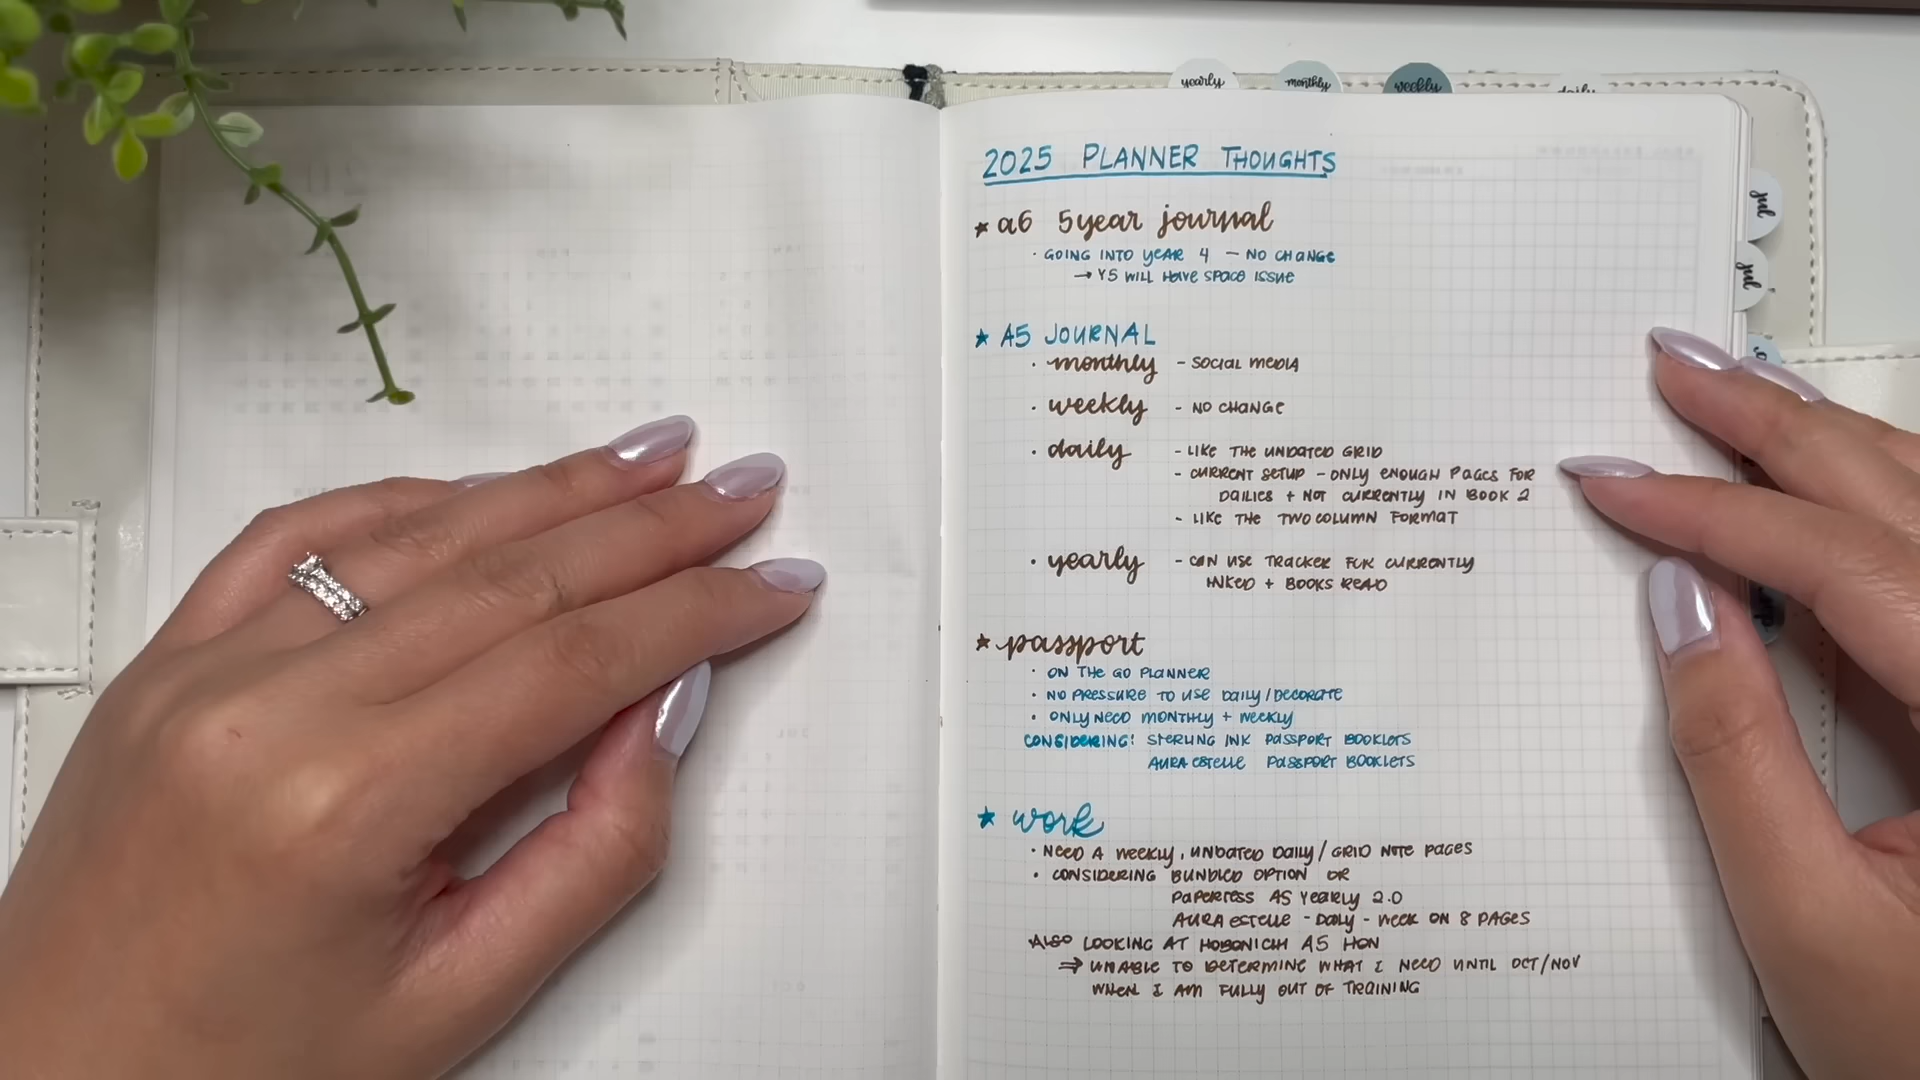 yearly
monthly
weekly
daily
jul
jul
2025 PLANNER THOUGHTS
★ a6 5 year journal
· GOING INTO YEAR 4 – NO CHANGE
→ Y5 WILL HAVE SPACE ISSUE
★ A5 JOURNAL
· monthly - SOCIAL MEDIA
· weekly - NO CHANGE
· daily - LIKE THE UNDATED GRID
- CURRENT SETUP - ONLY ENOUGH PAGES FOR
DAILIES + NOT CURRENTLY IN BOOK 2
- LIKE THE TWO COLUMN FORMAT
· yearly - CAN USE TRACKER FOR CURRENTLY
INKED + BOOKS READ
★ passport
· ON THE GO PLANNER
· NO PRESSURE TO USE DAILY/DECORATE
· ONLY NEED MONTHLY + WEEKLY
CONSIDERING: STERLING INK PASSPORT BOOKLETS
AURA ESTELLE PASSPORT BOOKLETS
★ work
· NEED A WEEKLY, UNDATED DAILY / GRID NOTE PAGES
· CONSIDERING BUNDLED OPTION OR
PAPERTESS A5 YEARLY 2.0
AURA ESTELLE - DAILY - WEEK ON 8 PAGES
ALSO LOOKING AT HOBONICHI A5 HON
⇒ UNABLE TO DETERMINE WHAT I NEED UNTIL OCT/NOV
WHEN I AM FULLY OUT OF TRAINING